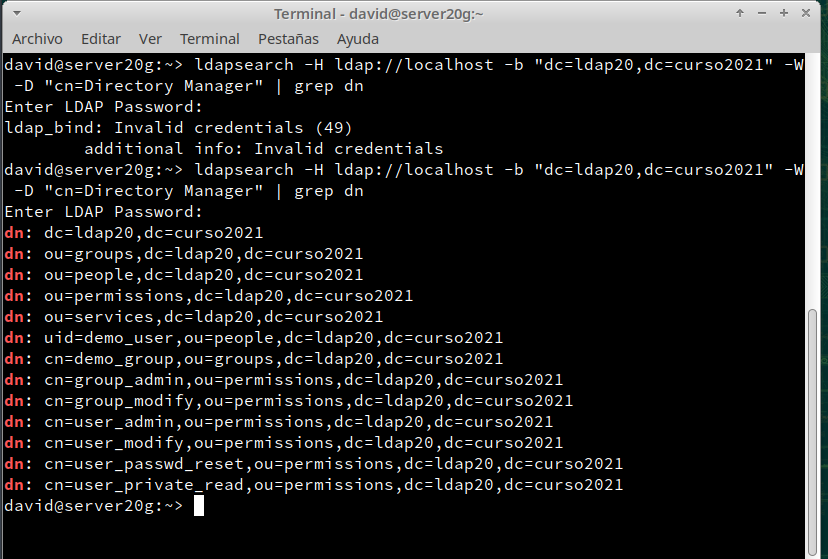 Terminal - david@server20g:~
Archivo Editar Ver Terminal Pestañas Ayuda
david@server20g:~> ldapsearch -H ldap://localhost -b "dc=ldap20,dc=curso2021" -W
 -D "cn=Directory Manager" | grep dn
Enter LDAP Password:
ldap_bind: Invalid credentials (49)
        additional info: Invalid credentials
david@server20g:~> ldapsearch -H ldap://localhost -b "dc=ldap20,dc=curso2021" -W
 -D "cn=Directory Manager" | grep dn
Enter LDAP Password:
dn: dc=ldap20,dc=curso2021
dn: ou=groups,dc=ldap20,dc=curso2021
dn: ou=people,dc=ldap20,dc=curso2021
dn: ou=permissions,dc=ldap20,dc=curso2021
dn: ou=services,dc=ldap20,dc=curso2021
dn: uid=demo_user,ou=people,dc=ldap20,dc=curso2021
dn: cn=demo_group,ou=groups,dc=ldap20,dc=curso2021
dn: cn=group_admin,ou=permissions,dc=ldap20,dc=curso2021
dn: cn=group_modify,ou=permissions,dc=ldap20,dc=curso2021
dn: cn=user_admin,ou=permissions,dc=ldap20,dc=curso2021
dn: cn=user_modify,ou=permissions,dc=ldap20,dc=curso2021
dn: cn=user_passwd_reset,ou=permissions,dc=ldap20,dc=curso2021
dn: cn=user_private_read,ou=permissions,dc=ldap20,dc=curso2021
david@server20g:~>